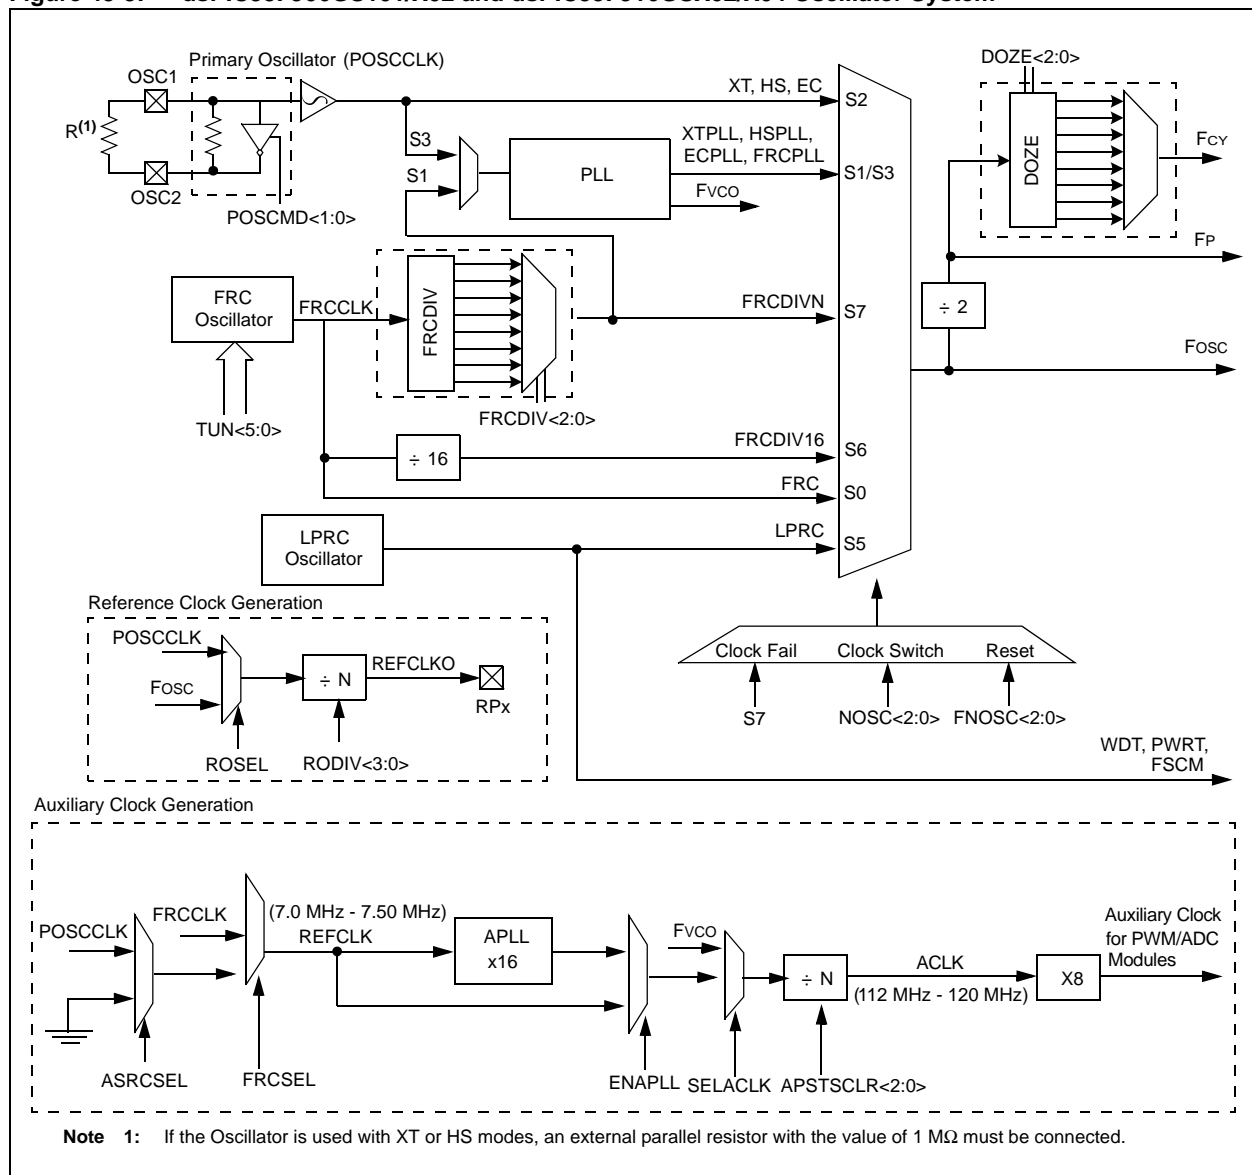 Primary Oscillator (POSCCLK)
DOZE<2:0>
OSC1
XT, HS, EC
S2
R(1)
S3
XTPLL, HSPLL,
ECPLL, FRCPLL
FCY
DOZE
S1
PLL
S1/S3
OSC2
FVCO
POSCMD<1:0>
FP
FRC
Oscillator
FRCCLK
FRCDIV
FRCDIVN
S7
÷ 2
FOSC
TUN<5:0>
FRCDIV<2:0>
FRCDIV16
÷ 16
S6
FRC
S0
LPRC
Oscillator
LPRC
S5
Reference Clock Generation
POSCCLK
REFCLKO
÷ N
FOSC
RPx
ROSEL
RODIV<3:0>
Clock Fail
Clock Switch
Reset
S7
NOSC<2:0>
FNOSC<2:0>
WDT, PWRT,
FSCM
Auxiliary Clock Generation
FRCCLK
(7.0 MHz - 7.50 MHz)
POSCCLK
REFCLK
APLL
x16
FVCO
÷ N
ACLK
(112 MHz - 120 MHz)
X8
Auxiliary Clock
for PWM/ADC
Modules
ASRCSEL
FRCSEL
ENAPLL
SELACLK
APSTSCLR<2:0>
Note 1: If the Oscillator is used with XT or HS modes, an external parallel resistor with the value of 1 MΩ must be connected.